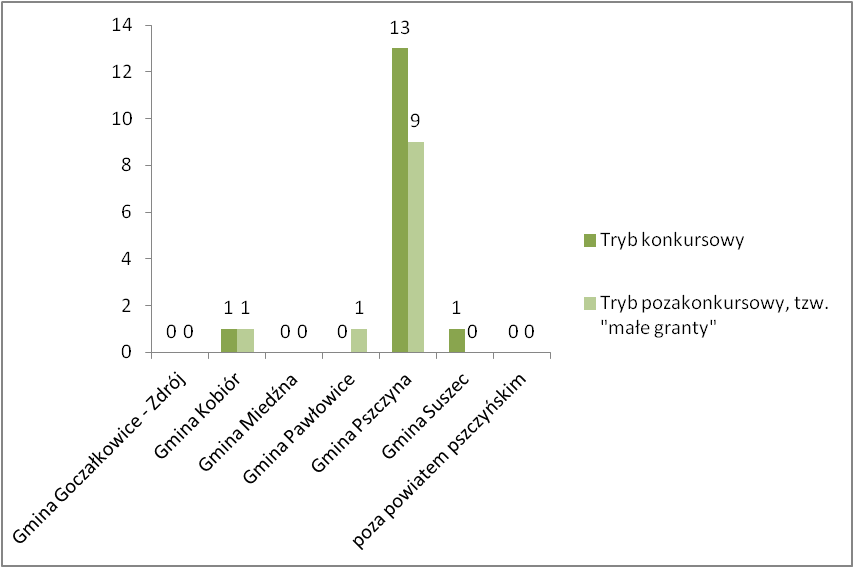 14
12
10
8
6
4
2
0
0 0
1 1
0 0
0 1
13
9
1 0
0 0
Gmina Goczałkowice - Zdrój
Gmina Kobiór
Gmina Miedźna
Gmina Pawłowice
Gmina Pszczyna
Gmina Suszec
poza powiatem pszczyńskim
Tryb konkursowy
Tryb pozakonkursowy, tzw.
"małe granty"